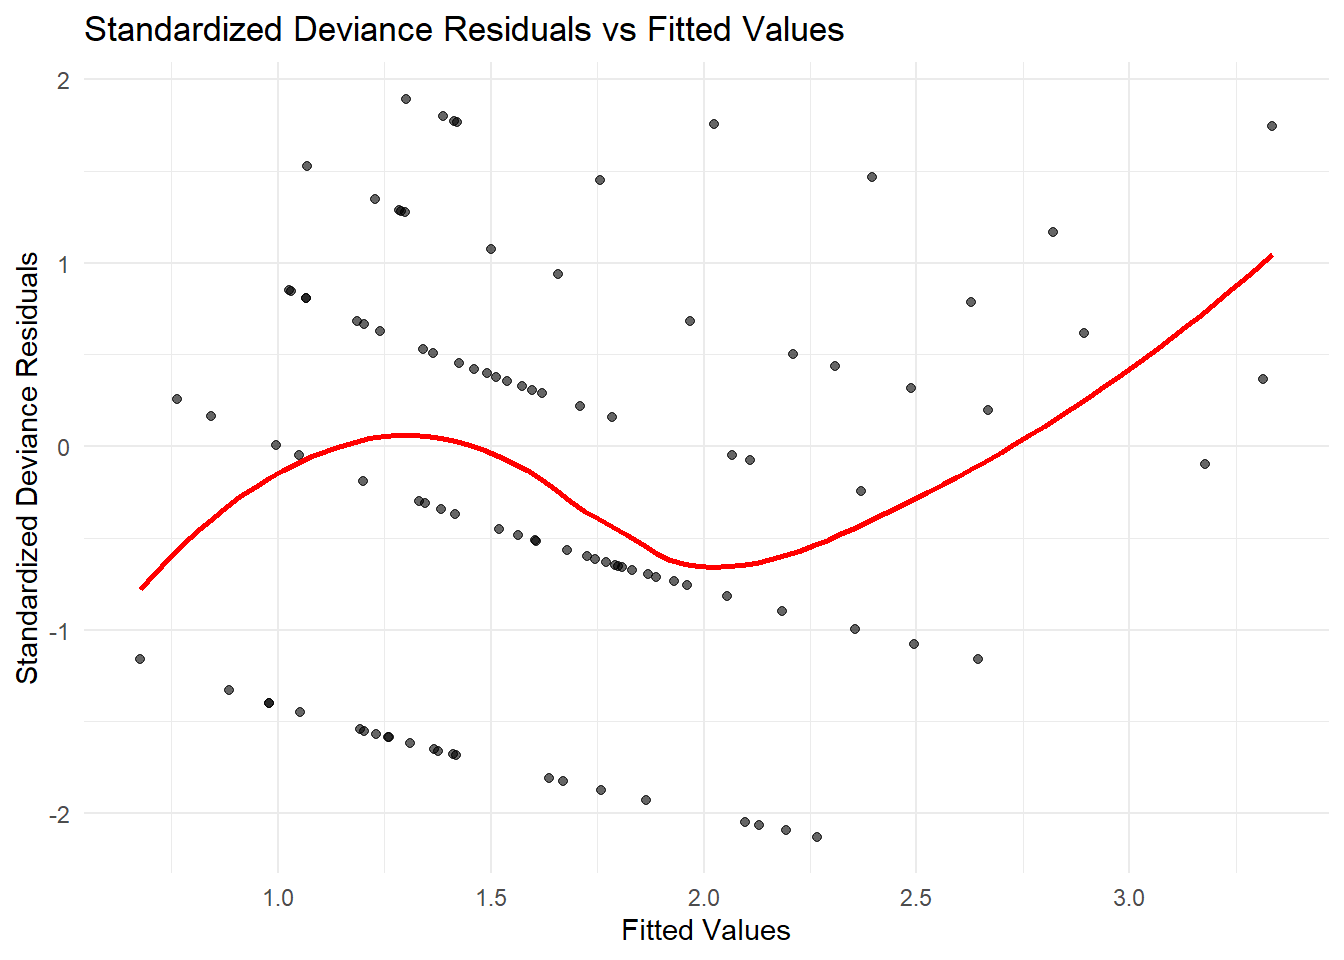 Standardized Deviance Residuals vs Fitted Values
Standardized Deviance Residuals
2
1
0
-1
-2
1.0 1.5 2.0 2.5 3.0
Fitted Values